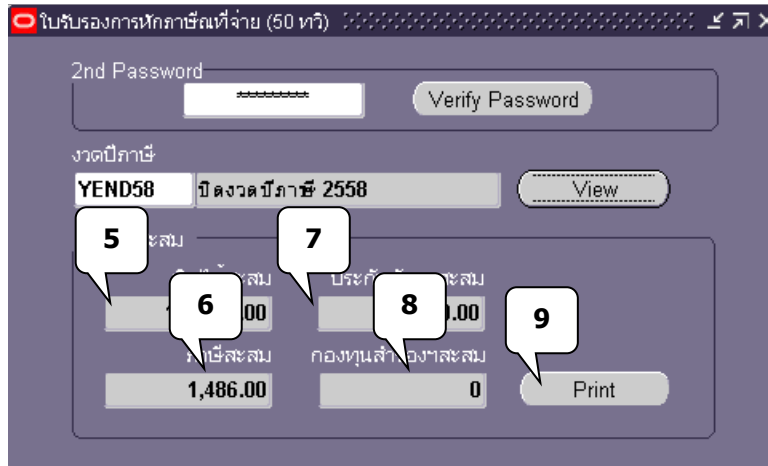 ใบรับรองการหักภาษีณที่จ่าย (50 ทวิ)
2nd Password
**********
Verify Password
งวดปีภาษี
YEND58 ปิดงวดปีภาษี 2558 View
5 7
6 8 9
ภาษีสะสม
1,486.00 0 Print